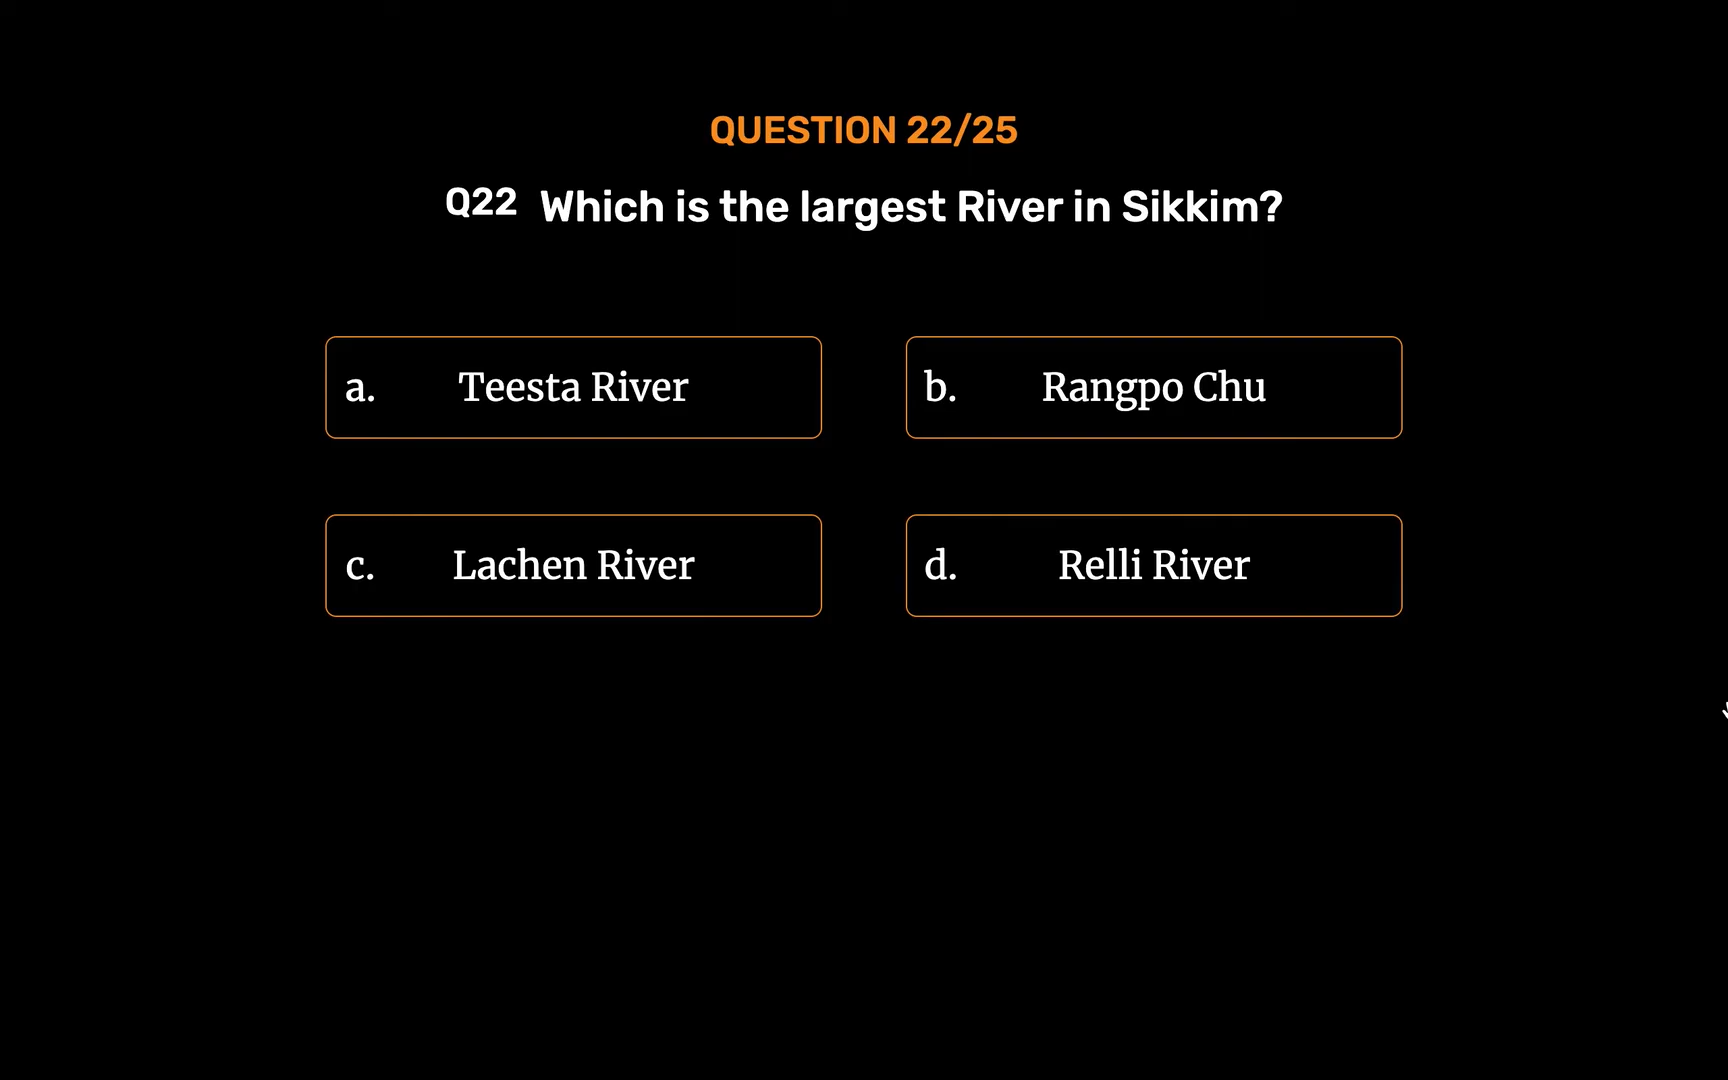 QUESTION 22/25
Q22 Which is the largest River in Sikkim?
a. Teesta River
b. Rangpo Chu
c. Lachen River
d. Relli River